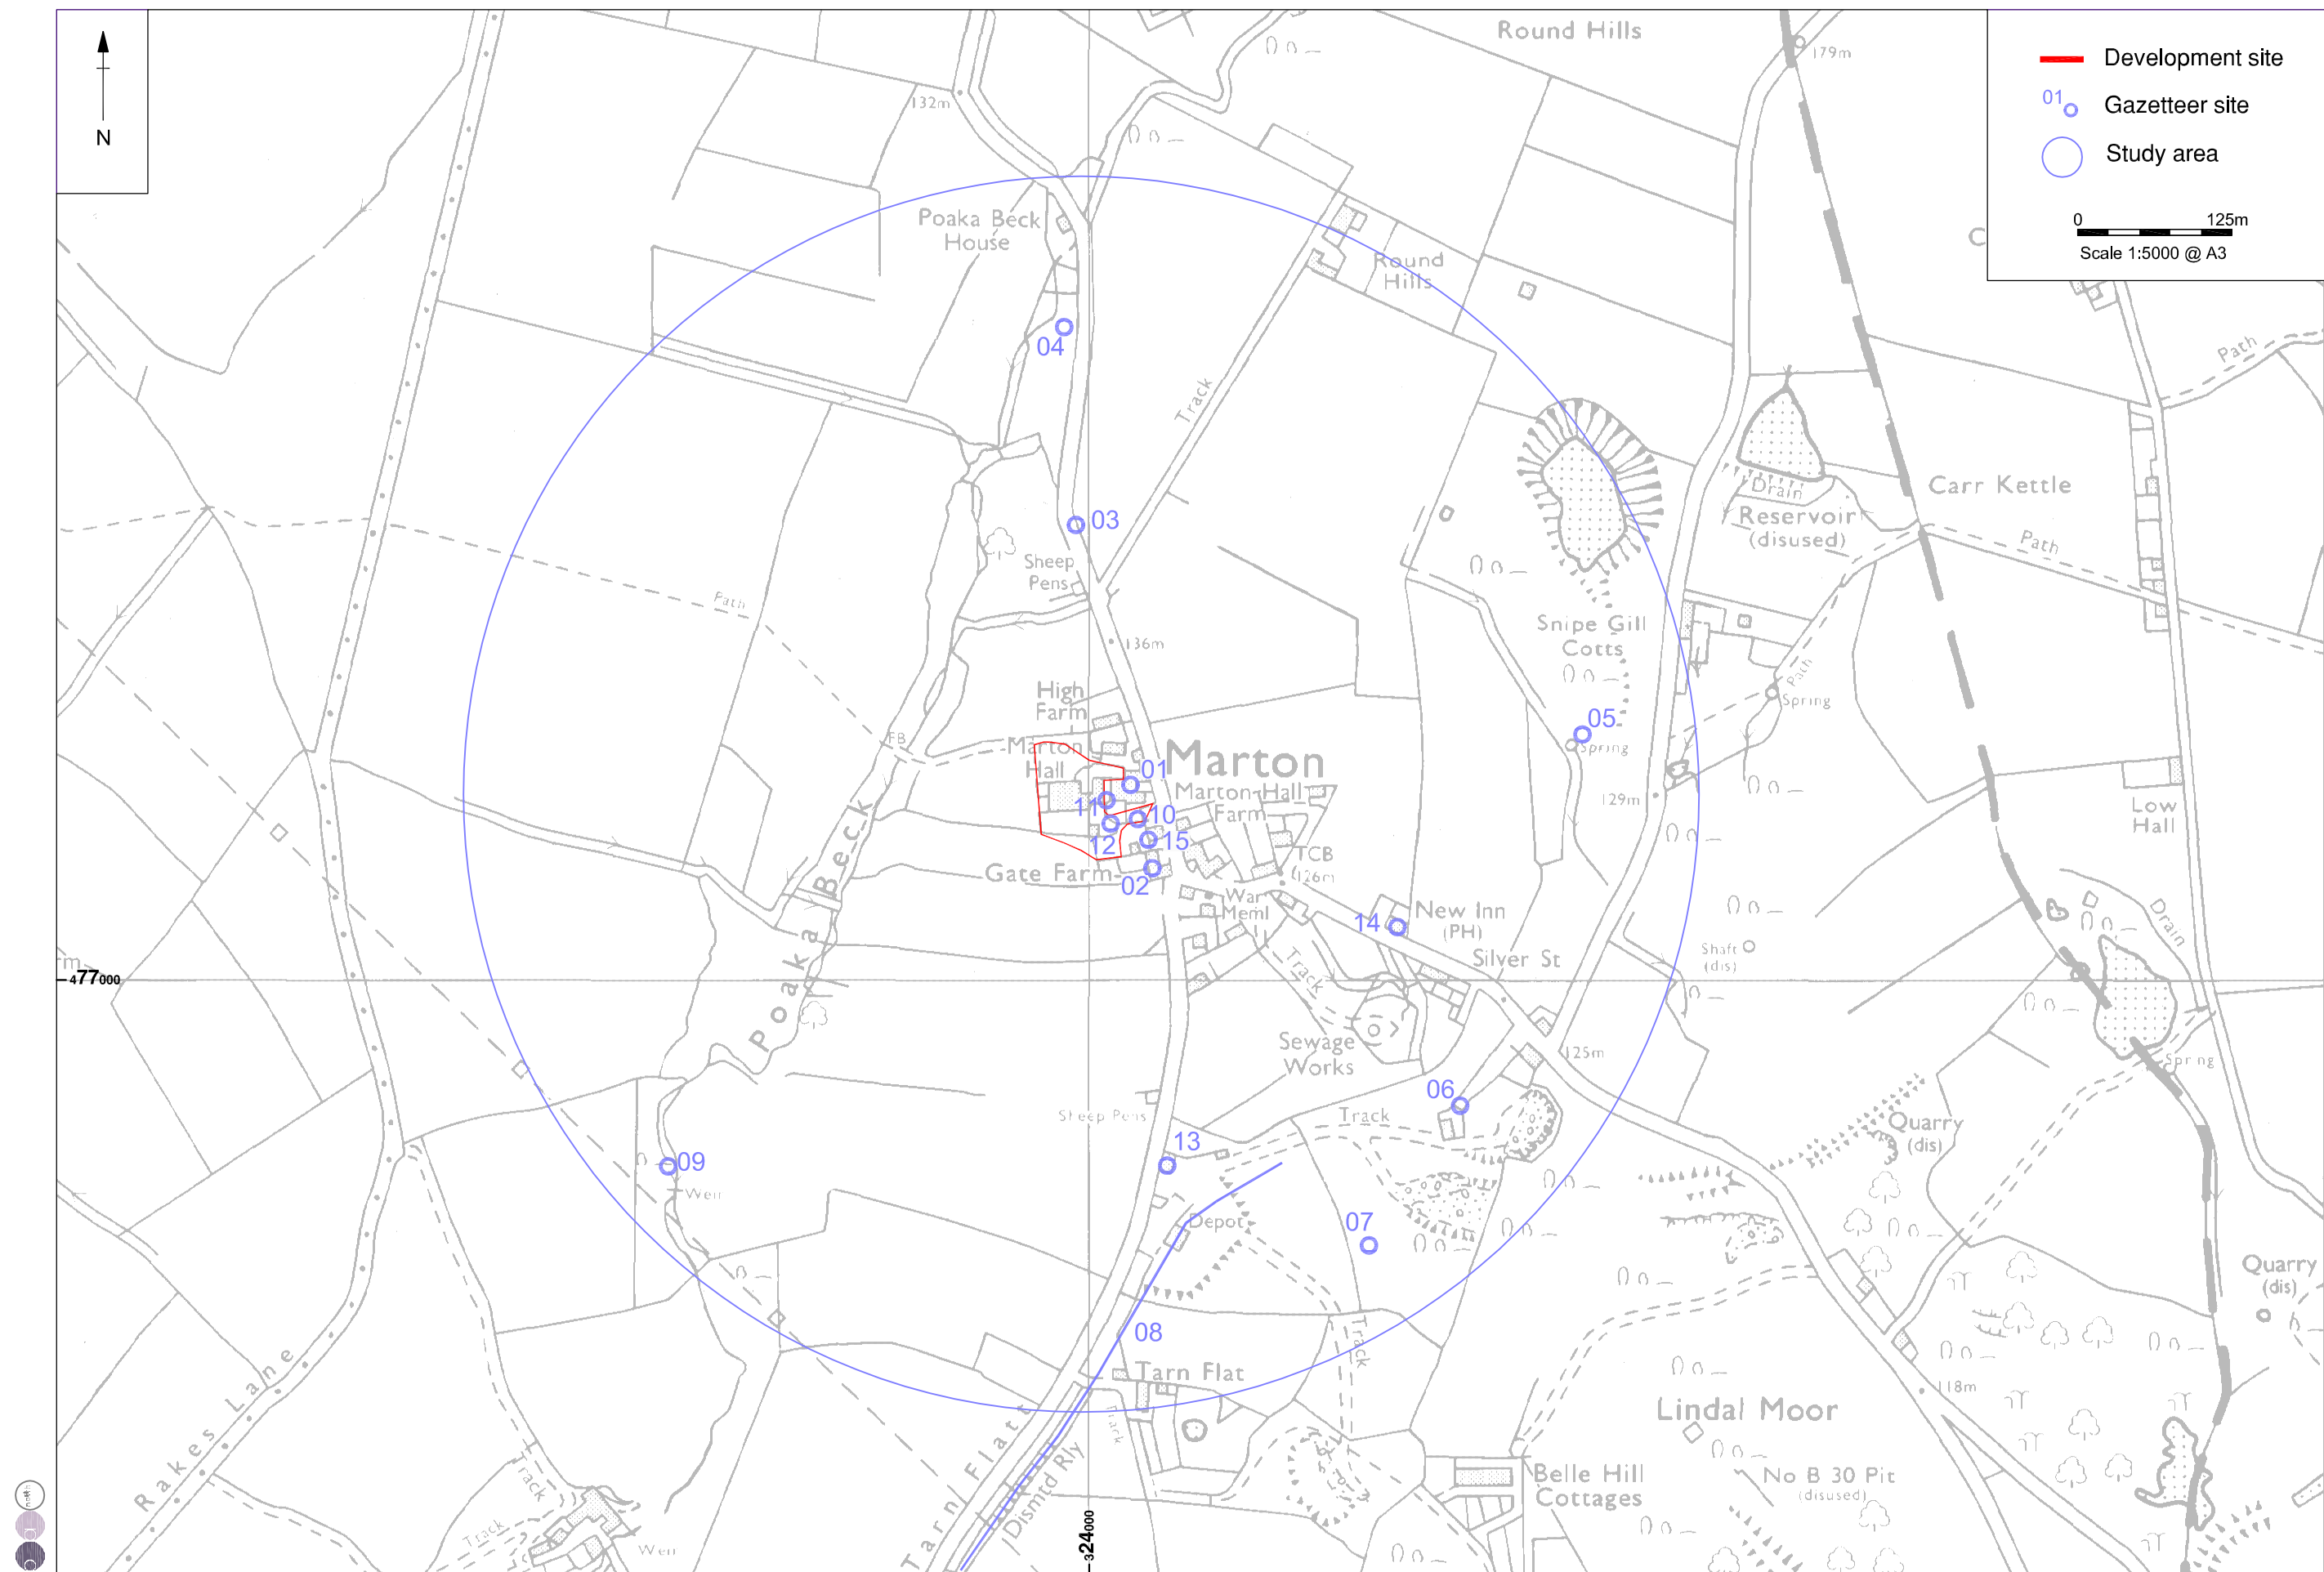 N
Round Hills
179m
132m
Development site
01
Gazetteer site
Study area
0 125m
Scale 1:5000 @ A3
Poaka Beck
House
Round
Hills
04
Track
Path
03
Sheep
Pens
Path
136m
Drain
Reservoir
(disused)
Carr Kettle
Path
Snipe Gill
Cotts
Path
Spring
High
Farm
FB
Marton
Hall
Marton
05
Spring
01
Marton Hall
Farm
11
10
12
15
129m
Low
Hall
TCB
126m
Gate Farm
02
War
Meml
14
New Inn
(PH)
Silver St
Shaft
(dis)
Drain
Poaka Beck
477000
Track
Sewage
Works
125m
Spring
06
Sheep Pens
Track
Quarry
(dis)
13
09
Weir
Depot
07
Quarry
(dis)
08
Track
Tarn Flat
118m
Rakes Lane
Lindal Moor
Track
Tarn Flatt
Dismtd Rly
Track
Belle Hill
Cottages
No B 30 Pit
(disused)
Track
Weir
324000